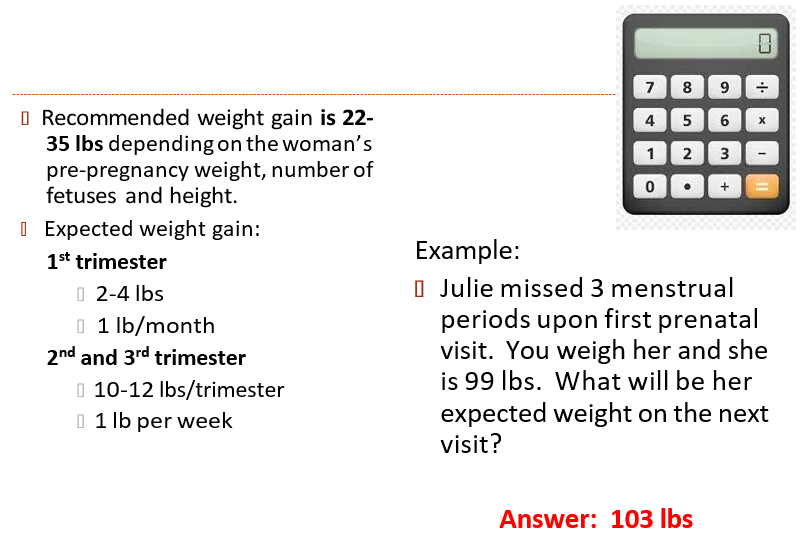 0
7 8 9 ÷
4 5 6 x
1 2 3 −
0 • + =
Recommended weight gain is 22-
35 lbs depending on the woman's
pre-pregnancy weight, number of
fetuses and height.
Expected weight gain:
1st trimester
2-4 lbs
1 lb/month
2nd and 3rd trimester
10-12 lbs/trimester
1 lb per week
Example:
Julie missed 3 menstrual
periods upon first prenatal
visit. You weigh her and she
is 99 lbs. What will be her
expected weight on the next
visit?
Answer: 103 lbs